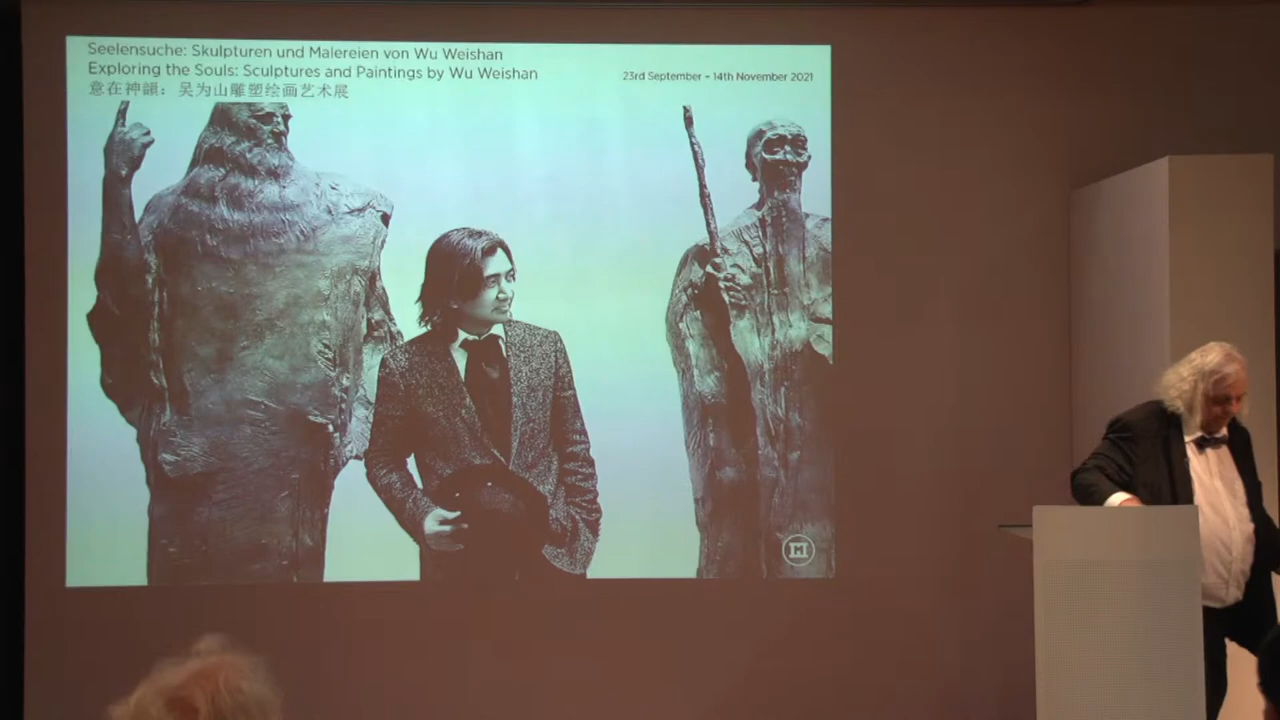 Seelensuche: Skulpturen und Malereien von Wu Weishan
Exploring the Souls: Sculptures and Paintings by Wu Weishan
23rd September – 14th November 2021
意在神韻：吴为山雕塑绘画艺术展
M